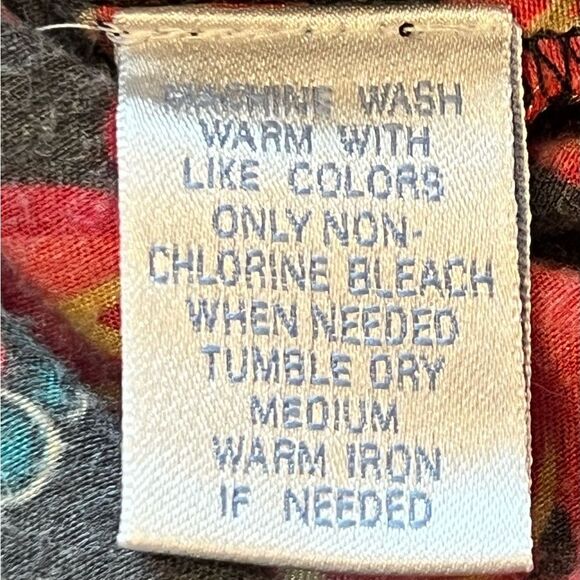 MACHINE WASH
WARM WITH
LIKE COLORS
ONLY NON-
CHLORINE BLEACH
WHEN NEEDED
TUMBLE DRY
MEDIUM
WARM IRON
IF NEEDED